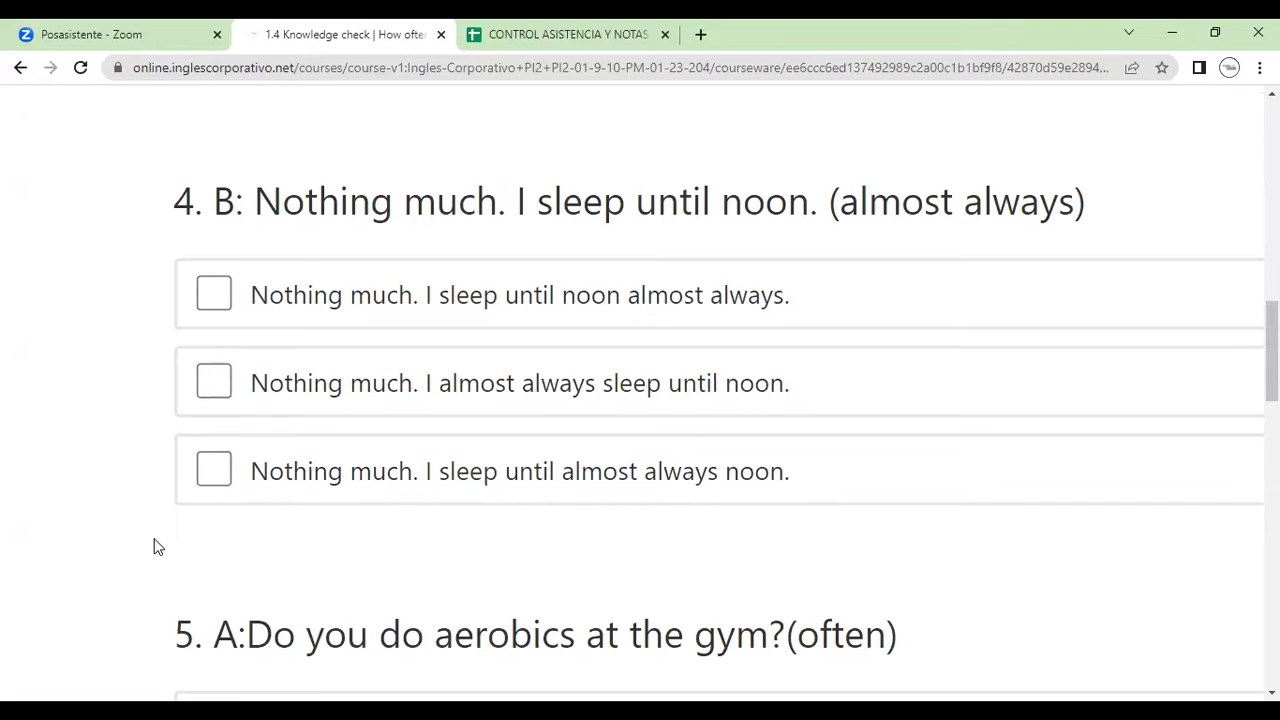 Posasistente - Zoom
1.4 Knowledge check | How ofte
CONTROL ASISTENCIA Y NOTAS
online.inglescorporativo.net/courses/course-v1:Ingles-Corporativo+PI2+PI2-01-9-10-PM-01-23-204/courseware/ee6ccc6ed137492989c2a00c1b1bf9f8/42870d59e2894...
4. B: Nothing much. I sleep until noon. (almost always)
Nothing much. I sleep until noon almost always.
Nothing much. I almost always sleep until noon.
Nothing much. I sleep until almost always noon.
5. A:Do you do aerobics at the gym?(often)